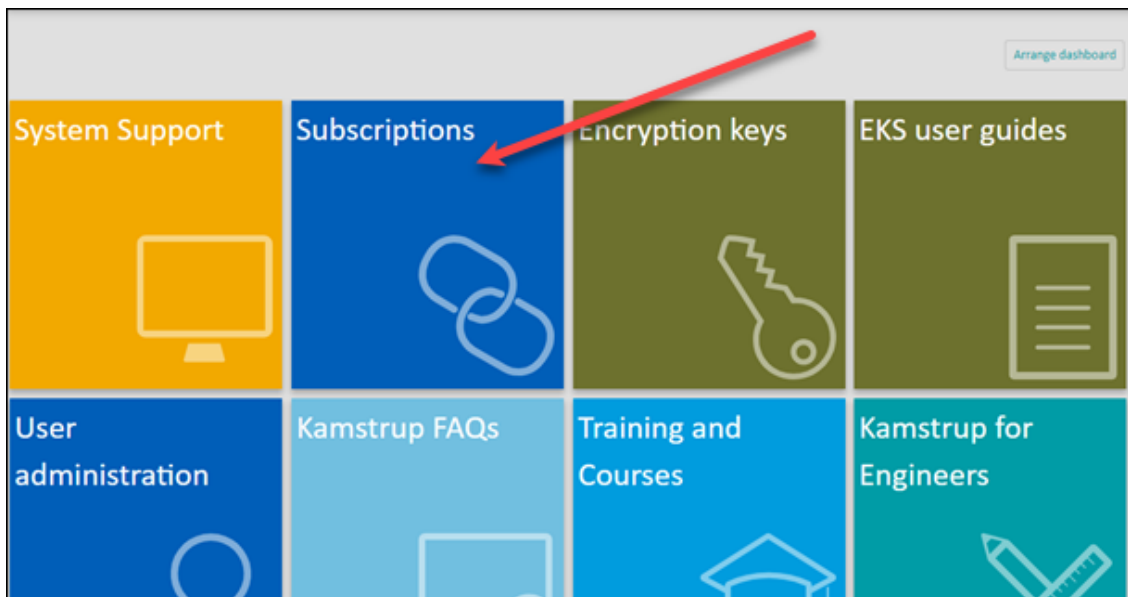 Arrange dashboard
System Support
Subscriptions
Encryption keys
EKS user guides
User
administration
Kamstrup FAQs
Training and
Courses
Kamstrup for
Engineers